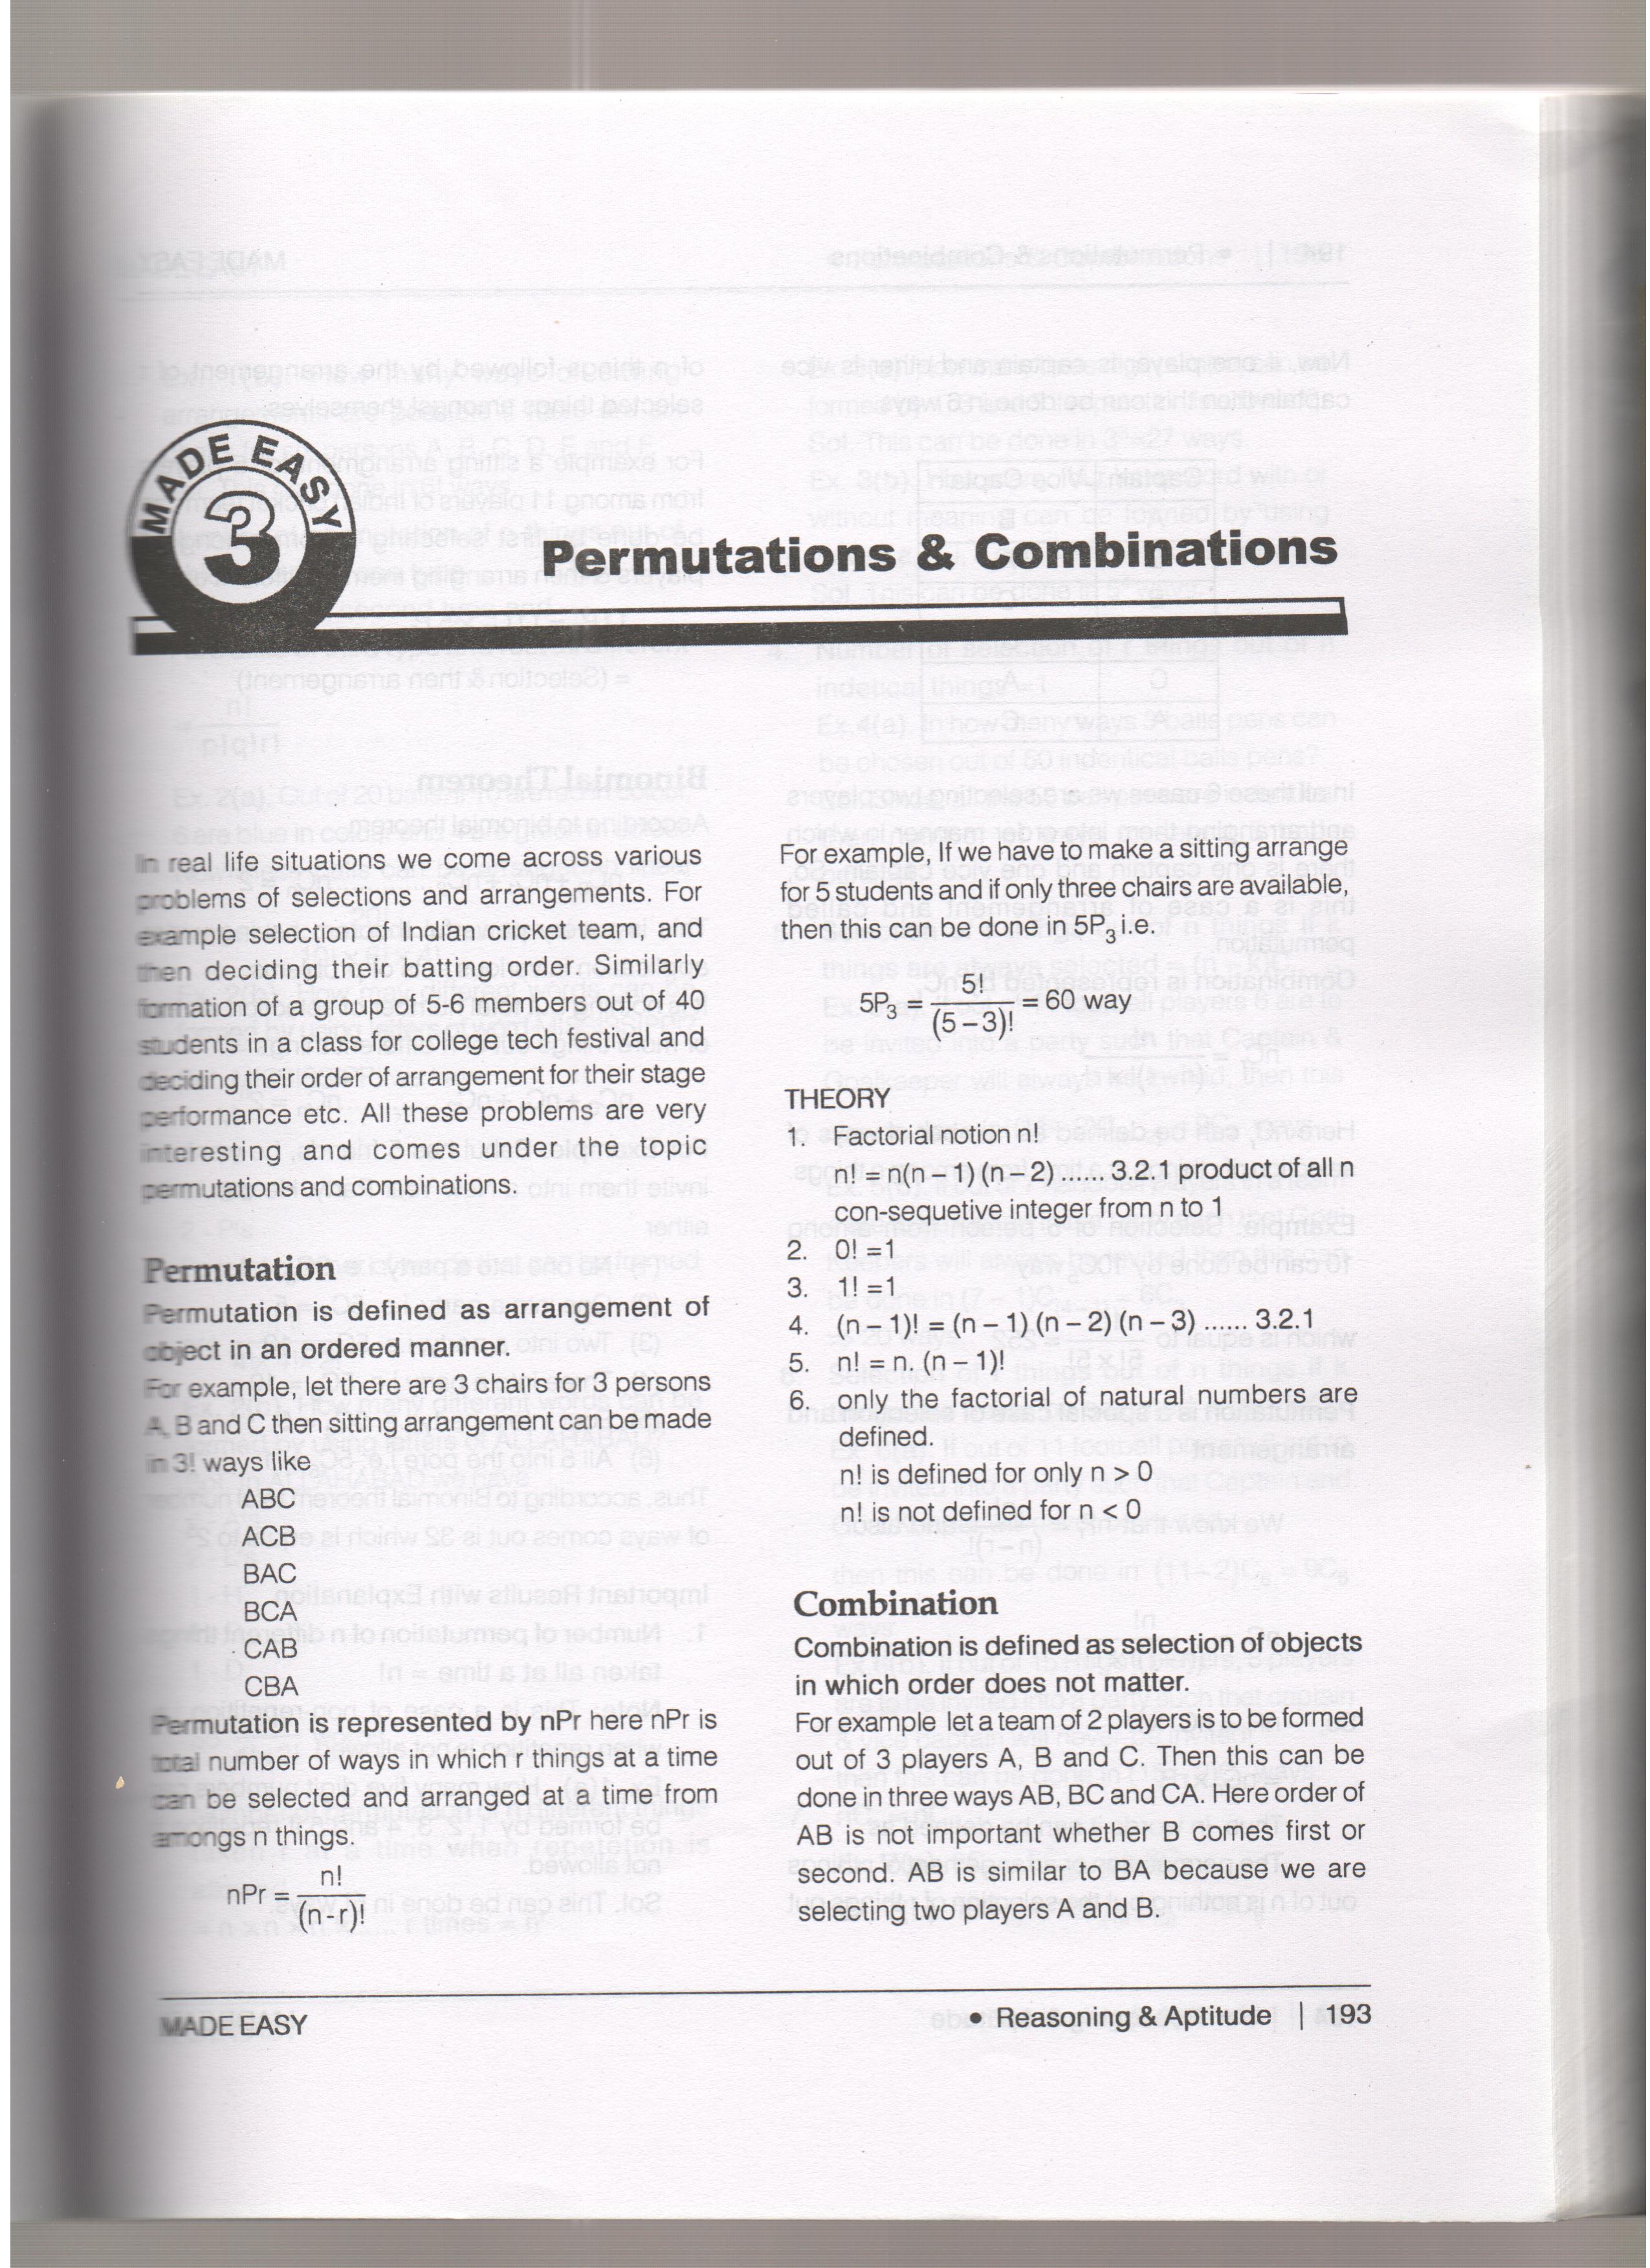 MADE EASY
3
Permutations & Combinations
In real life situations we come across various
problems of selections and arrangements. For
example selection of Indian cricket team, and
then deciding their batting order. Similarly
formation of a group of 5-6 members out of 40
students in a class for college tech festival and
deciding their order of arrangement for their stage
performance etc. All these problems are very
interesting and comes under the topic
permutations and combinations.
Permutation
Permutation is defined as arrangement of
object in an ordered manner.
For example, let there are 3 chairs for 3 persons
A, B and C then sitting arrangement can be made
in 3! ways like
ABC
ACB
BAC
BCA
CAB
CBA
Permutation is represented by nPr here nPr is
total number of ways in which r things at a time
can be selected and arranged at a time from
amongs n things.
nPr = n! / (n-r)!
For example, If we have to make a sitting arrange
for 5 students and if only three chairs are available,
then this can be done in 5P₃ i.e.
5P₃ = 5! / (5 – 3)! = 60 way
THEORY
1. Factorial notion n!
n! = n(n – 1) (n – 2) ...... 3.2.1 product of all n
con-sequetive integer from n to 1
2. 0! =1
3. 1! =1
4. (n – 1)! = (n – 1) (n – 2) (n – 3) ...... 3.2.1
5. n! = n. (n – 1)!
6. only the factorial of natural numbers are
defined.
n! is defined for only n > 0
n! is not defined for n < 0
Combination
Combination is defined as selection of objects
in which order does not matter.
For example let a team of 2 players is to be formed
out of 3 players A, B and C. Then this can be
done in three ways AB, BC and CA. Here order of
AB is not important whether B comes first or
second. AB is similar to BA because we are
selecting two players A and B.
MADE EASY
• Reasoning & Aptitude | 193